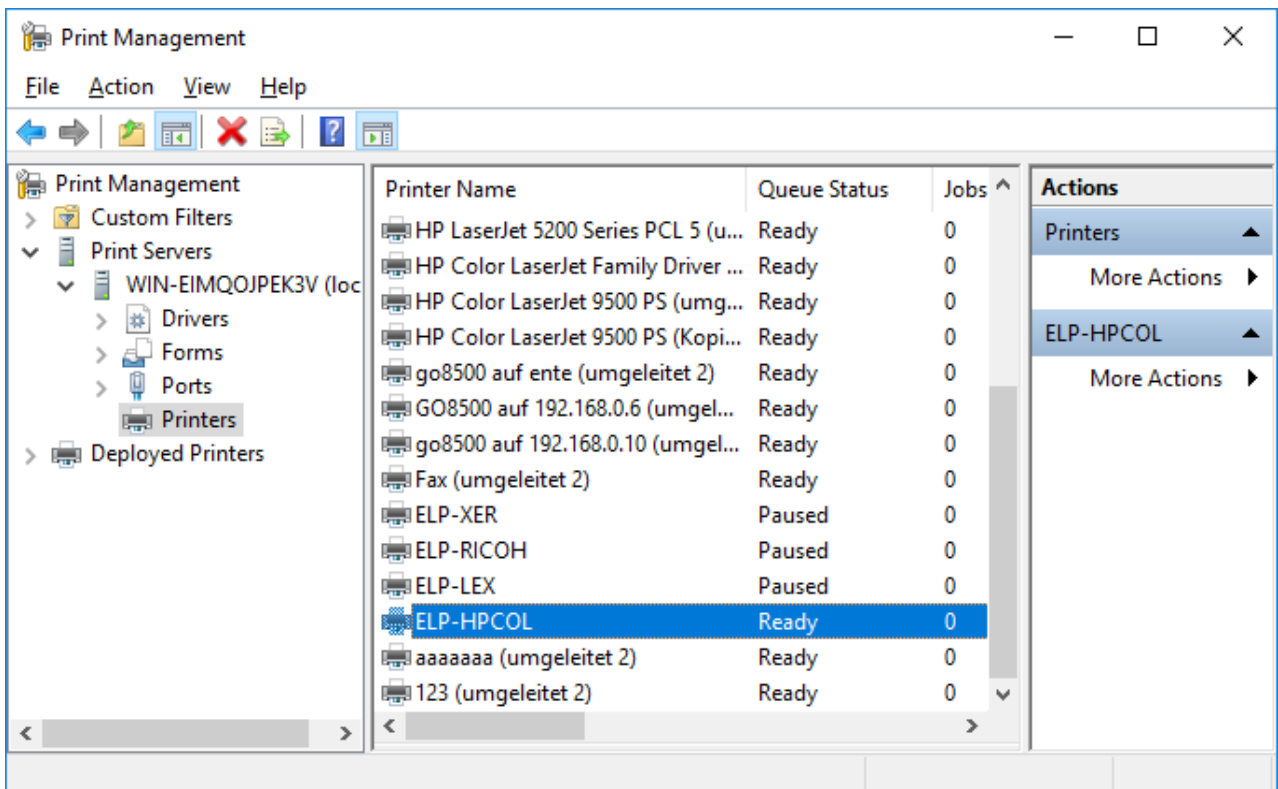 Print Management
File Action View Help
Print Management
Custom Filters
Print Servers
WIN-EIMQOJPEK3V (loc
Drivers
Forms
Ports
Printers
Deployed Printers
Printer Name Queue Status Jobs
HP LaserJet 5200 Series PCL 5 (u... Ready 0
HP Color LaserJet Family Driver ... Ready 0
HP Color LaserJet 9500 PS (umg... Ready 0
HP Color LaserJet 9500 PS (Kopi... Ready 0
go8500 auf ente (umgeleitet 2) Ready 0
GO8500 auf 192.168.0.6 (umgel... Ready 0
go8500 auf 192.168.0.10 (umgel... Ready 0
Fax (umgeleitet 2) Ready 0
ELP-XER Paused 0
ELP-RICOH Paused 0
ELP-LEX Paused 0
ELP-HPCOL Ready 0
aaaaaaa (umgeleitet 2) Ready 0
123 (umgeleitet 2) Ready 0
Actions
Printers
More Actions
ELP-HPCOL
More Actions